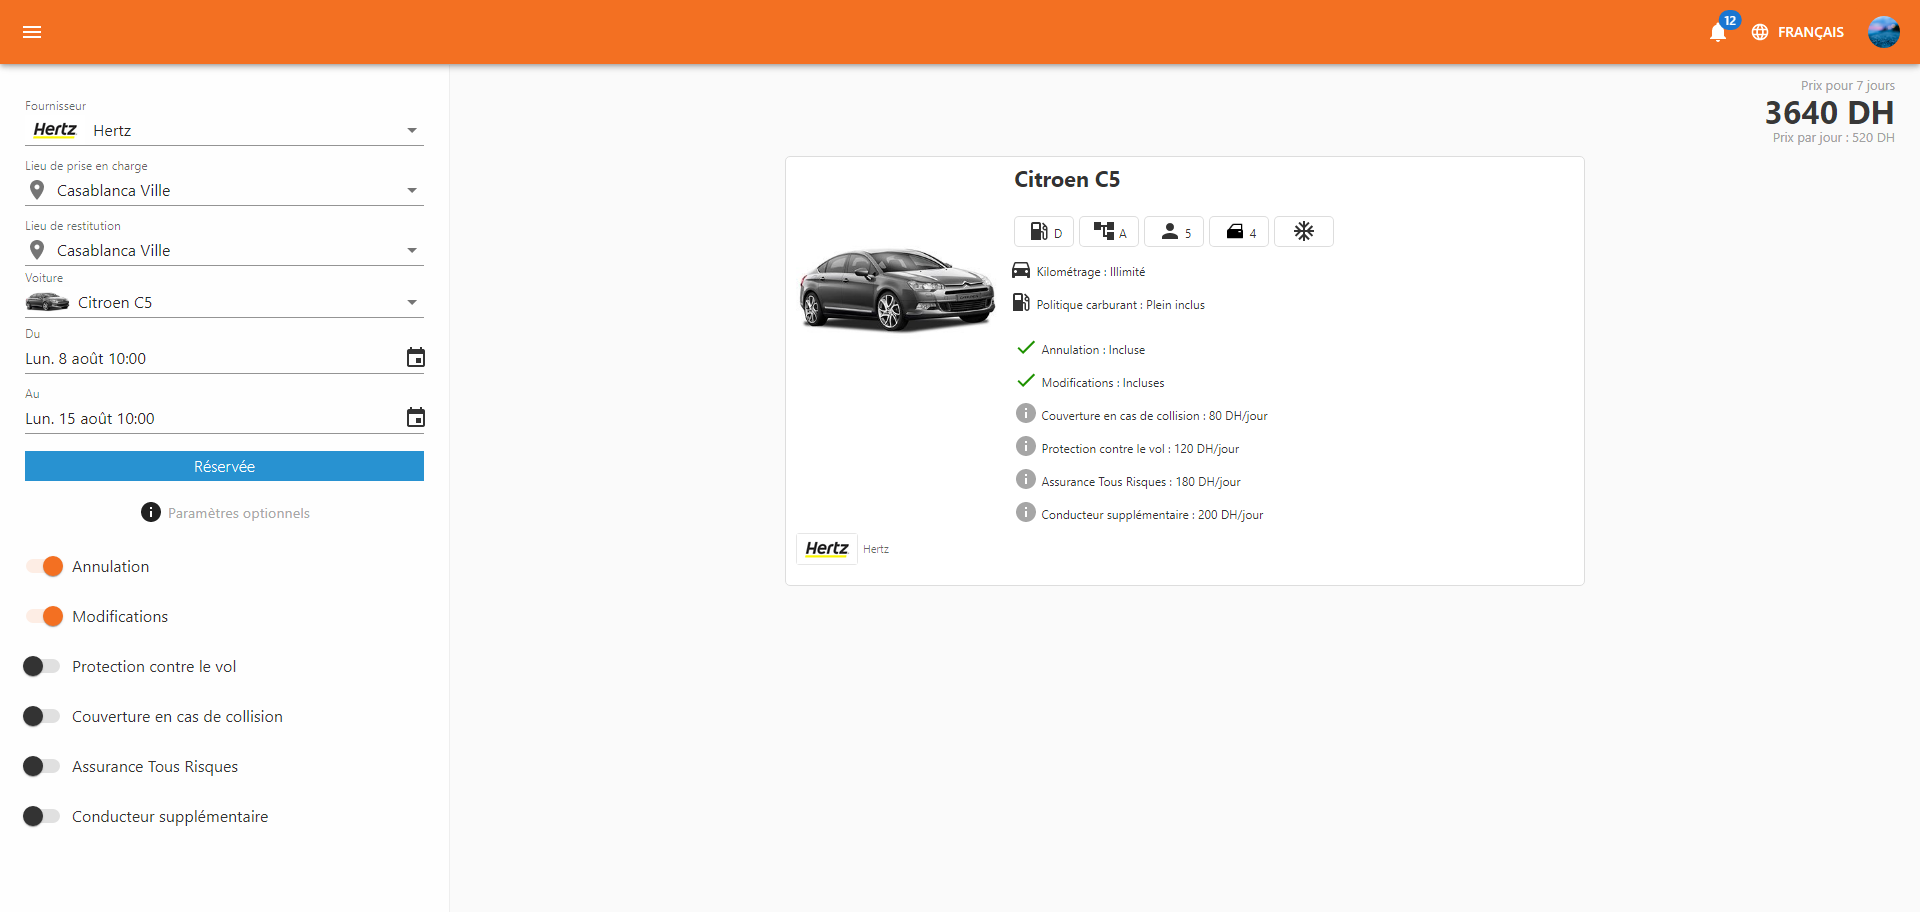 12
FRANÇAIS
Fournisseur
Hertz Hertz
Lieu de prise en charge
Casablanca Ville
Lieu de restitution
Casablanca Ville
Voiture
Citroen C5
Du
Lun. 8 août 10:00
Au
Lun. 15 août 10:00
Réservée
Paramètres optionnels
Annulation
Modifications
Protection contre le vol
Couverture en cas de collision
Assurance Tous Risques
Conducteur supplémentaire
Prix pour 7 jours
3640 DH
Prix par jour : 520 DH
Citroen C5
D A 5 4
Kilométrage : Illimité
Politique carburant : Plein inclus
Annulation : Incluse
Modifications : Incluses
Couverture en cas de collision : 80 DH/jour
Protection contre le vol : 120 DH/jour
Assurance Tous Risques : 180 DH/jour
Conducteur supplémentaire : 200 DH/jour
Hertz Hertz